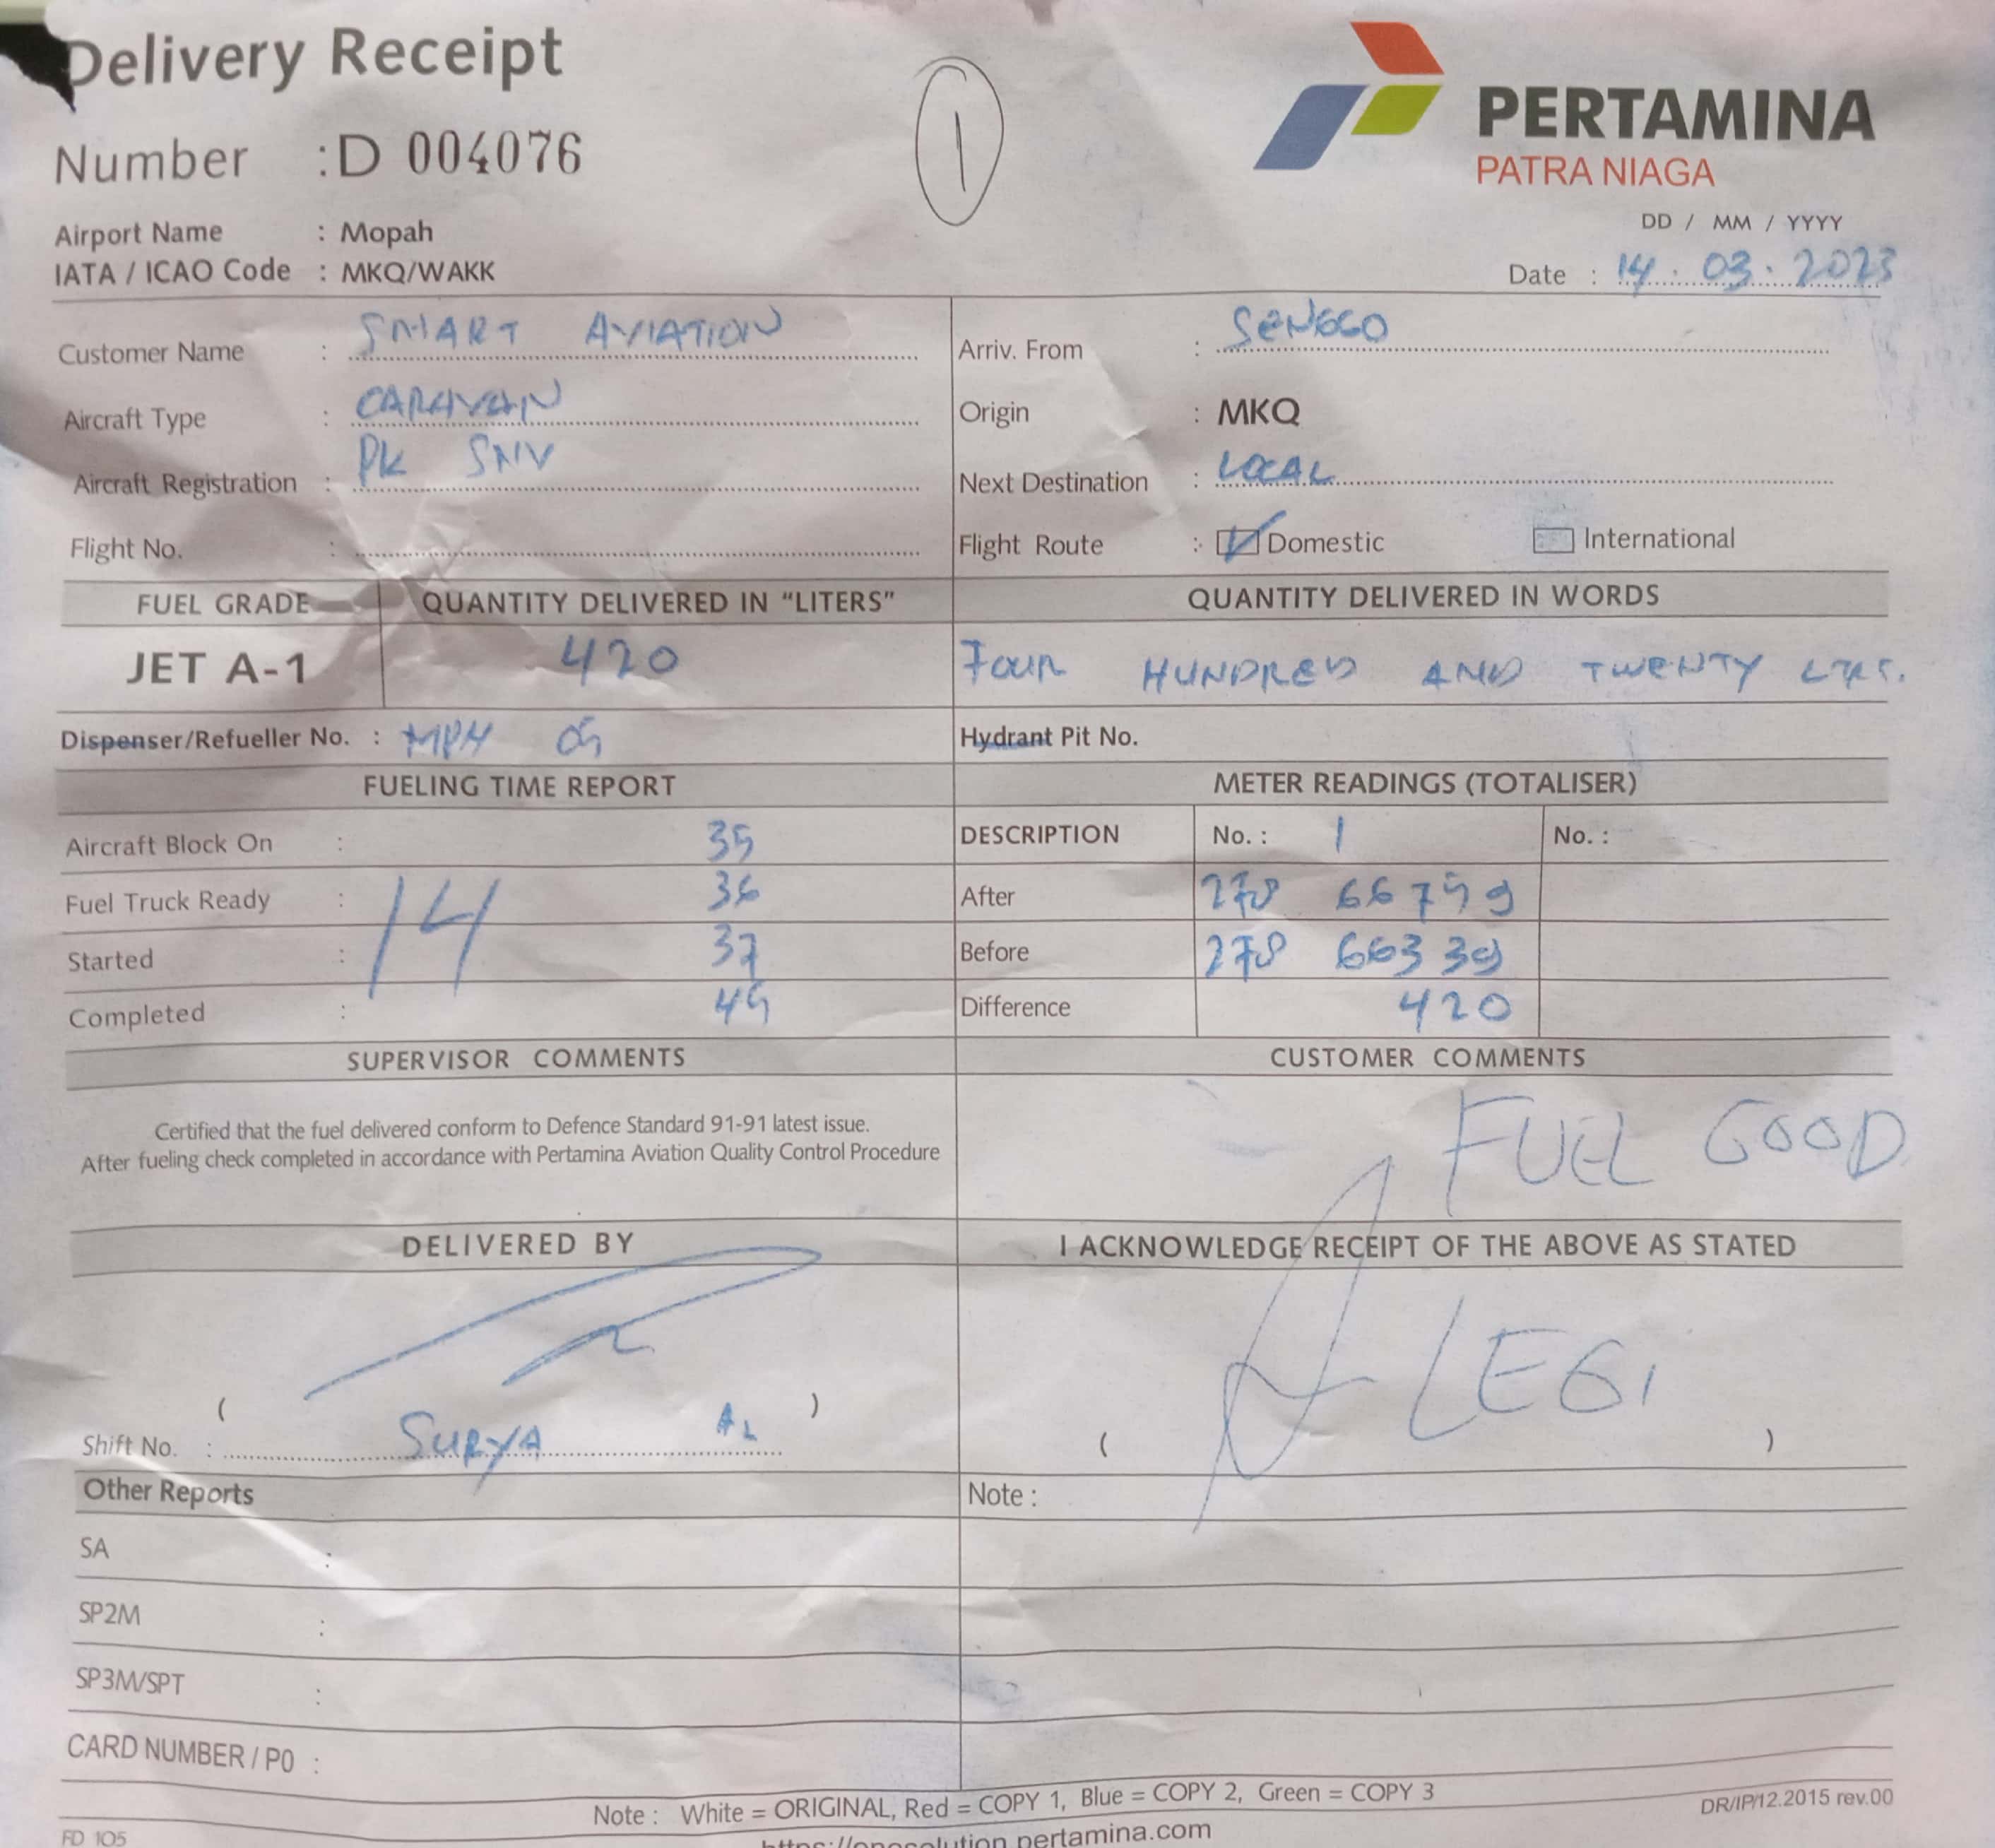 Delivery Receipt
1
PERTAMINA
PATRA NIAGA
Number : D 004076
Airport Name : Mopah
IATA / ICAO Code : MKQ/WAKK
DD / MM / YYYY
Date : 14 . 03 . 2023
Customer Name : SMART AVIATION
Arriv. From : SENGGO
Aircraft Type : CARAVAN
Origin : MKQ
Aircraft Registration : PK SNV
Next Destination : LOCAL
Flight No. :
Flight Route : Domestic International
FUEL GRADE QUANTITY DELIVERED IN “LITERS” QUANTITY DELIVERED IN WORDS
JET A-1 420 FOUR HUNDRED AND TWENTY LTRS.
Dispenser/Refueller No. : MPH 05 Hydrant Pit No.
FUELING TIME REPORT METER READINGS (TOTALISER)
Aircraft Block On : 35 DESCRIPTION No. : 1 No. :
Fuel Truck Ready : 14 36 After 278 66759
Started : 37 Before 278 66339
Completed : 45 Difference 420
SUPERVISOR COMMENTS CUSTOMER COMMENTS
Certified that the fuel delivered conform to Defence Standard 91-91 latest issue.
After fueling check completed in accordance with Pertamina Aviation Quality Control Procedure
FUEL GOOD
DELIVERED BY I ACKNOWLEDGE RECEIPT OF THE ABOVE AS STATED
LEGI
( )
Shift No. : SURYA
( )
Other Reports Note :
SA :
SP2M :
SP3M/SPT :
CARD NUMBER / PO :
Note : White = ORIGINAL, Red = COPY 1, Blue = COPY 2, Green = COPY 3
DR/IP/12.2015 rev.00
FD 105
pertamina.com